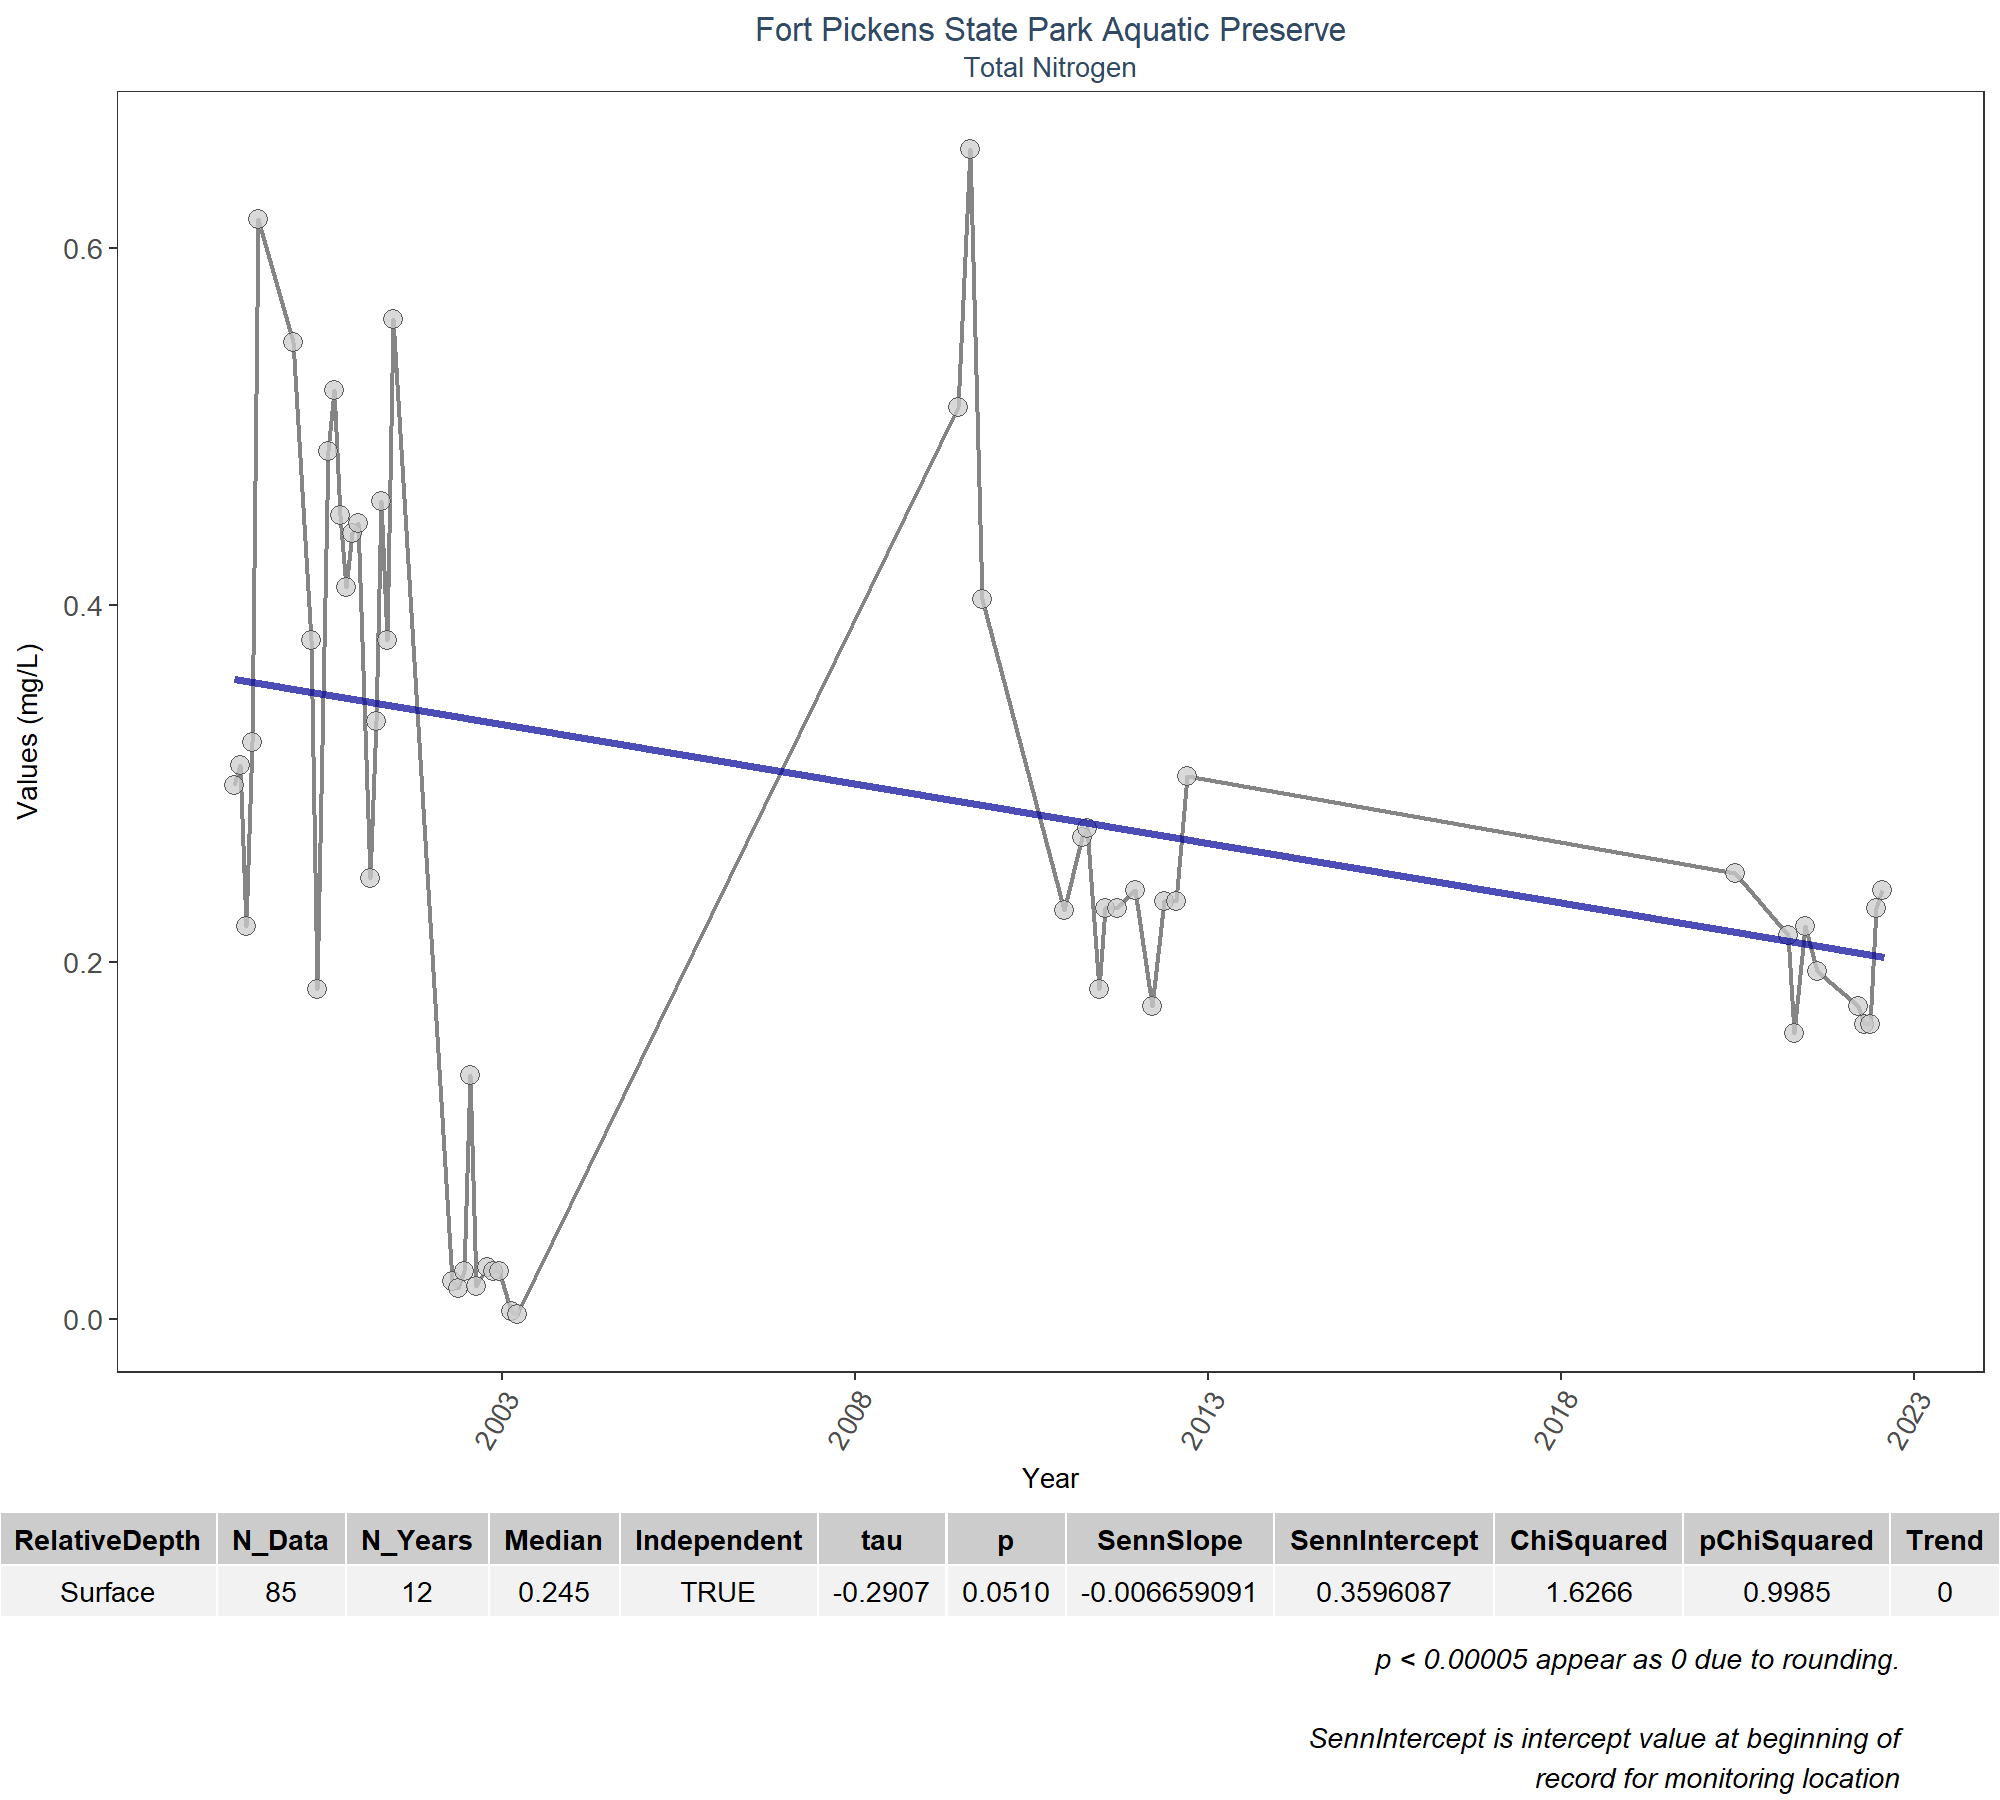 Fort Pickens State Park Aquatic Preserve
Total Nitrogen
Values (mg/L)
0.6
0.4
0.2
0.0
2003 2008 2013 2018 2023
Year
RelativeDepth N_Data N_Years Median Independent tau p SennSlope SennIntercept ChiSquared pChiSquared Trend
Surface 85 12 0.245 TRUE -0.2907 0.0510 -0.006659091 0.3596087 1.6266 0.9985 0
p < 0.00005 appear as 0 due to rounding.
SennIntercept is intercept value at beginning of
record for monitoring location